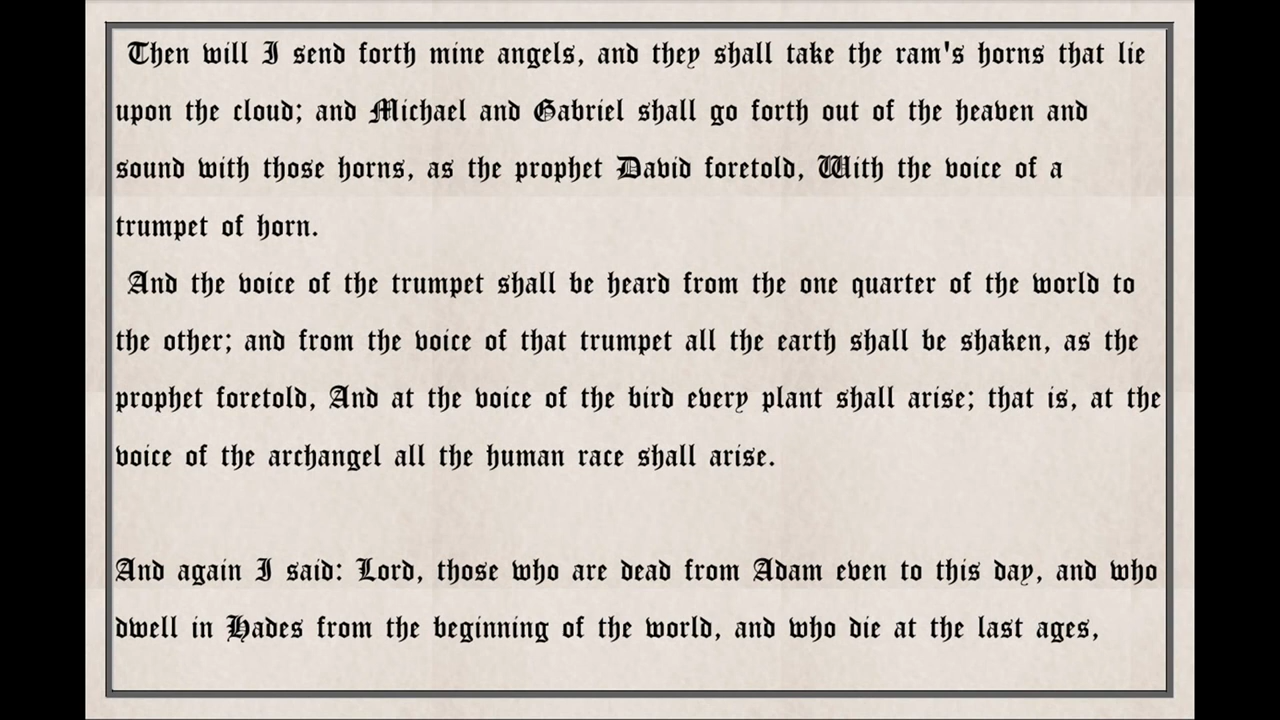 Then will I send forth mine angels, and they shall take the ram's horns that lie
upon the cloud; and Michael and Gabriel shall go forth out of the heaven and
sound with those horns, as the prophet David foretold, With the voice of a
trumpet of horn.
And the voice of the trumpet shall be heard from the one quarter of the world to
the other; and from the voice of that trumpet all the earth shall be shaken, as the
prophet foretold, And at the voice of the bird every plant shall arise; that is, at the
voice of the archangel all the human race shall arise.
And again I said: Lord, those who are dead from Adam even to this day, and who
dwell in Hades from the beginning of the world, and who die at the last ages,